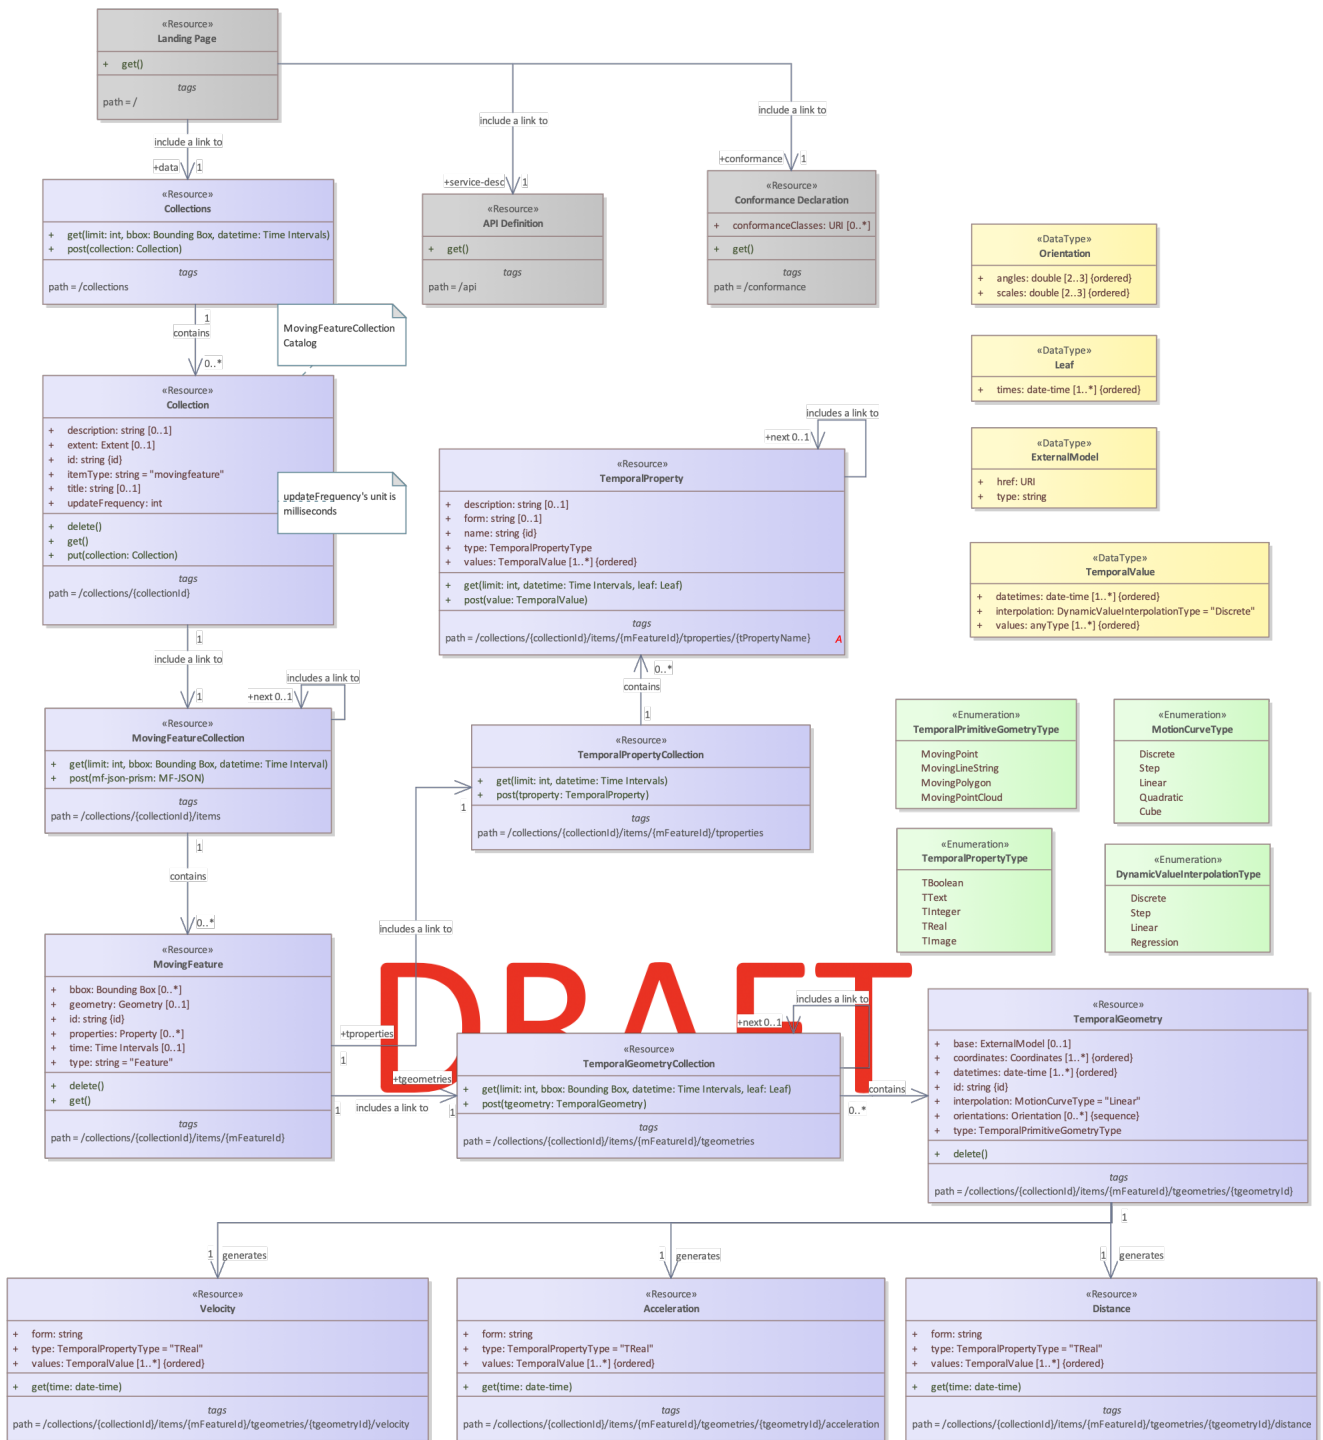 «Resource»
Landing Page
+ get()
tags
path = /
include a link to
+data 1
include a link to
+service-desc 1
include a link to
+conformance 1
«Resource»
Collections
+ get(limit: int, bbox: Bounding Box, datetime: Time Intervals)
+ post(collection: Collection)
tags
path = /collections
«Resource»
API Definition
+ get()
tags
path = /api
«Resource»
Conformance Declaration
+ conformanceClasses: URI [0..*]
+ get()
tags
path = /conformance
«DataType»
Orientation
+ angles: double [2..3] {ordered}
+ scales: double [2..3] {ordered}
1
contains
0..*
MovingFeatureCollection
Catalog
«DataType»
Leaf
+ times: date-time [1..*] {ordered}
«Resource»
Collection
+ description: string [0..1]
+ extent: Extent [0..1]
+ id: string {id}
+ itemType: string = "movingfeature"
+ title: string [0..1]
+ updateFrequency: int
+ delete()
+ get()
+ put(collection: Collection)
tags
path = /collections/{collectionId}
updateFrequency's unit is
milliseconds
includes a link to
+next 0..1
«Resource»
TemporalProperty
+ description: string [0..1]
+ form: string [0..1]
+ name: string {id}
+ type: TemporalPropertyType
+ values: TemporalValue [1..*] {ordered}
+ get(limit: int, datetime: Time Intervals, leaf: Leaf)
+ post(value: TemporalValue)
tags
path = /collections/{collectionId}/items/{mFeatureId}/tproperties/{tPropertyName}
A
«DataType»
ExternalModel
+ href: URI
+ type: string
«DataType»
TemporalValue
+ datetimes: date-time [1..*] {ordered}
+ interpolation: DynamicValueInterpolationType = "Discrete"
+ values: anyType [1..*] {ordered}
1
include a link to
1
includes a link to
+next 0..1
0..*
contains
1
«Resource»
MovingFeatureCollection
+ get(limit: int, bbox: Bounding Box, datetime: Time Interval)
+ post(mf-json-prism: MF-JSON)
tags
path = /collections/{collectionId}/items
«Resource»
TemporalPropertyCollection
+ get(limit: int, datetime: Time Intervals)
+ post(tproperty: TemporalProperty)
tags
path = /collections/{collectionId}/items/{mFeatureId}/tproperties
1
«Enumeration»
TemporalPrimitiveGometryType
MovingPoint
MovingLineString
MovingPolygon
MovingPointCloud
«Enumeration»
MotionCurveType
Discrete
Step
Linear
Quadratic
Cube
«Enumeration»
TemporalPropertyType
TBoolean
TText
TInteger
TReal
TImage
«Enumeration»
DynamicValueInterpolationType
Discrete
Step
Linear
Regression
1
contains
0..*
includes a link to
DRAFT
«Resource»
MovingFeature
+ bbox: Bounding Box [0..*]
+ geometry: Geometry [0..1]
+ id: string {id}
+ properties: Property [0..*]
+ time: Time Intervals [0..1]
+ type: string = "Feature"
+ delete()
+ get()
tags
path = /collections/{collectionId}/items/{mFeatureId}
+tproperties
1
+tgeometries
1 includes a link to 1
includes a link to
+next 0..1
«Resource»
TemporalGeometryCollection
+ get(limit: int, bbox: Bounding Box, datetime: Time Intervals, leaf: Leaf)
+ post(tgeometry: TemporalGeometry)
tags
path = /collections/{collectionId}/items/{mFeatureId}/tgeometries
contains
0..*
«Resource»
TemporalGeometry
+ base: ExternalModel [0..1]
+ coordinates: Coordinates [1..*] {ordered}
+ datetimes: date-time [1..*] {ordered}
+ id: string {id}
+ interpolation: MotionCurveType = "Linear"
+ orientations: Orientation [0..*] {sequence}
+ type: TemporalPrimitiveGometryType
+ delete()
tags
path = /collections/{collectionId}/items/{mFeatureId}/tgeometries/{tgeometryId}
1
1 generates
1 generates
1 generates
«Resource»
Velocity
+ form: string
+ type: TemporalPropertyType = "TReal"
+ values: TemporalValue [1..*] {ordered}
+ get(time: date-time)
tags
path = /collections/{collectionId}/items/{mFeatureId}/tgeometries/{tgeometryId}/velocity
«Resource»
Acceleration
+ form: string
+ type: TemporalPropertyType = "TReal"
+ values: TemporalValue [1..*] {ordered}
+ get(time: date-time)
tags
path = /collections/{collectionId}/items/{mFeatureId}/tgeometries/{tgeometryId}/acceleration
«Resource»
Distance
+ form: string
+ type: TemporalPropertyType = "TReal"
+ values: TemporalValue [1..*] {ordered}
+ get(time: date-time)
tags
path = /collections/{collectionId}/items/{mFeatureId}/tgeometries/{tgeometryId}/distance